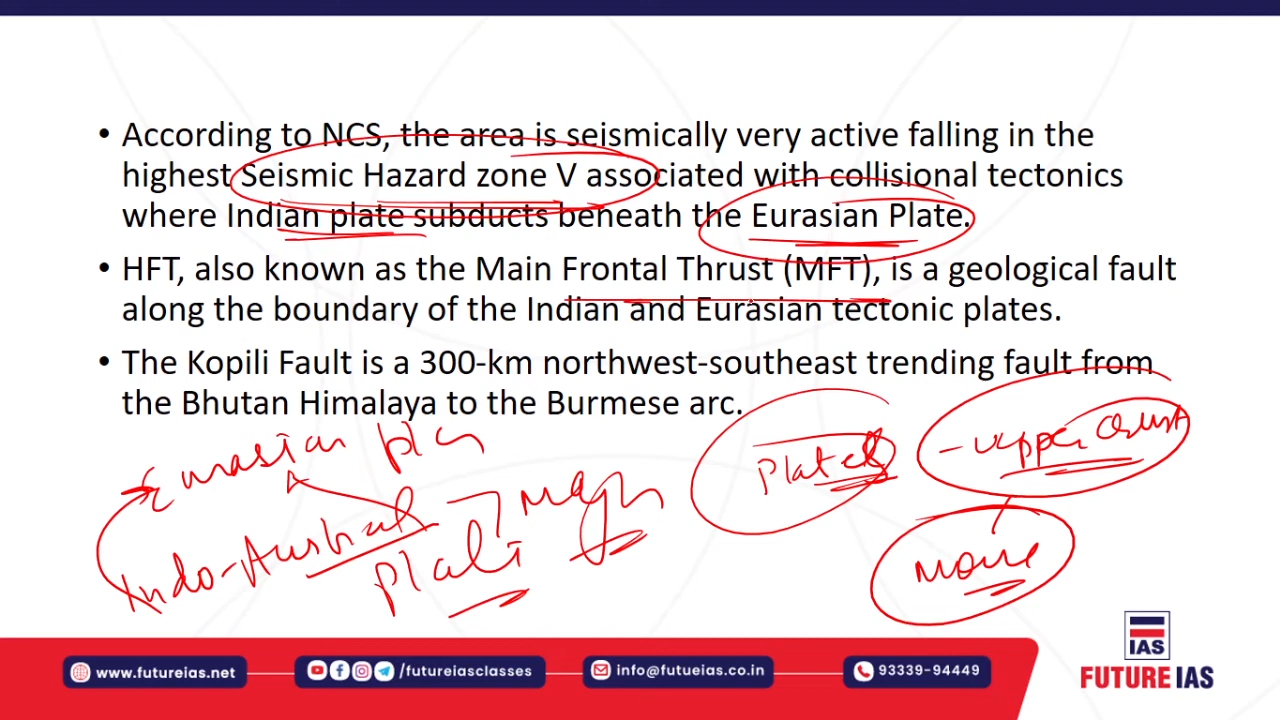 • According to NCS, the area is seismically very active falling in the
highest Seismic Hazard zone V associated with collisional tectonics
where Indian plate subducts beneath the Eurasian Plate.
• HFT, also known as the Main Frontal Thrust (MFT), is a geological fault
along the boundary of the Indian and Eurasian tectonic plates.
• The Kopili Fault is a 300-km northwest-southeast trending fault from
the Bhutan Himalaya to the Burmese arc.
Eurasian
Plates
- upper crust
Indo-Austral
move
IAS
www.futureias.net
/futureiasclasses
info@futueias.co.in
93339-94449
FUTURE IAS